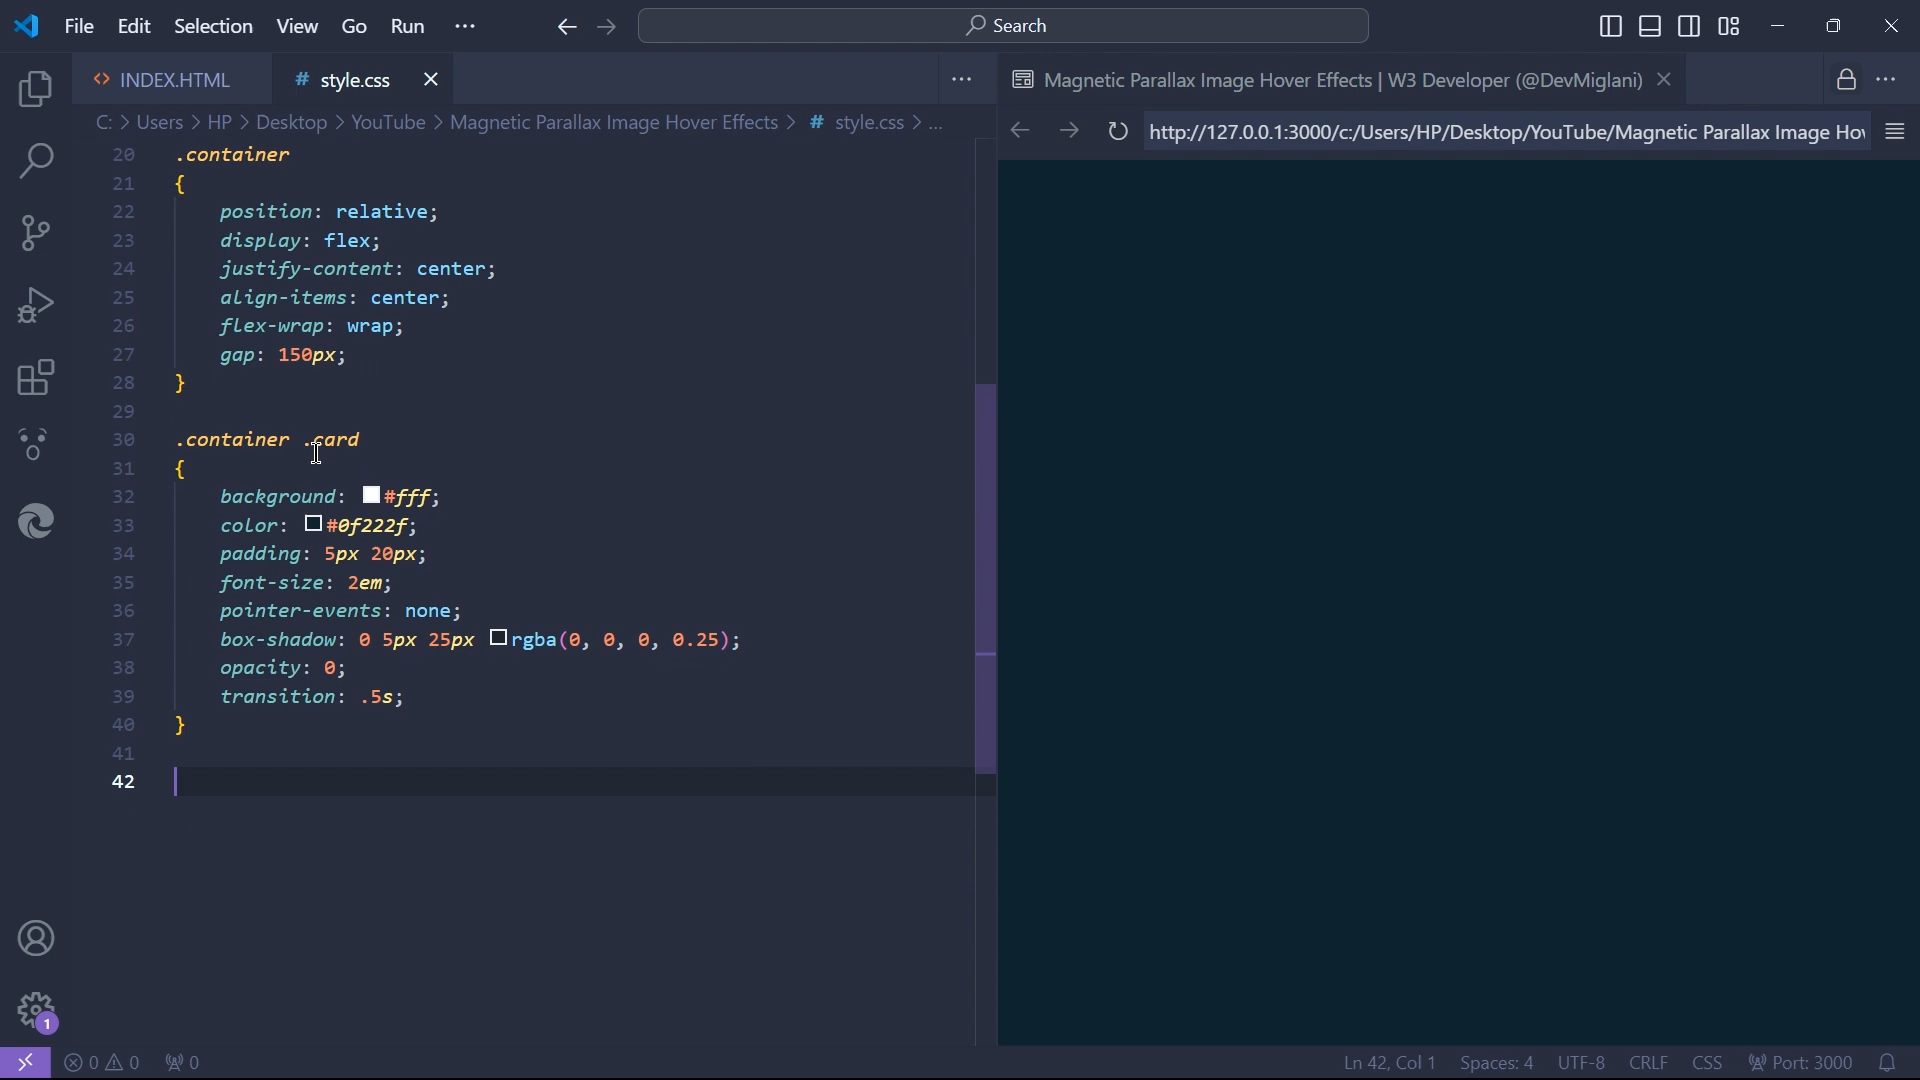 File Edit Selection View Go Run ···
Search
<> INDEX.HTML
# style.css
Magnetic Parallax Image Hover Effects | W3 Developer (@DevMiglani)
C: > Users > HP > Desktop > YouTube > Magnetic Parallax Image Hover Effects > # style.css > ...
http://127.0.0.1:3000/c:/Users/HP/Desktop/YouTube/Magnetic Parallax Image Hov
20 .container
21 {
22 position: relative;
23 display: flex;
24 justify-content: center;
25 align-items: center;
26 flex-wrap: wrap;
27 gap: 150px;
28 }
29
30 .container .card
31 {
32 background: #fff;
33 color: #0f222f;
34 padding: 5px 20px;
35 font-size: 2em;
36 pointer-events: none;
37 box-shadow: 0 5px 25px rgba(0, 0, 0, 0.25);
38 opacity: 0;
39 transition: .5s;
40 }
41
42
1
0 0 0
Ln 42, Col 1 Spaces: 4 UTF-8 CRLF CSS Port: 3000